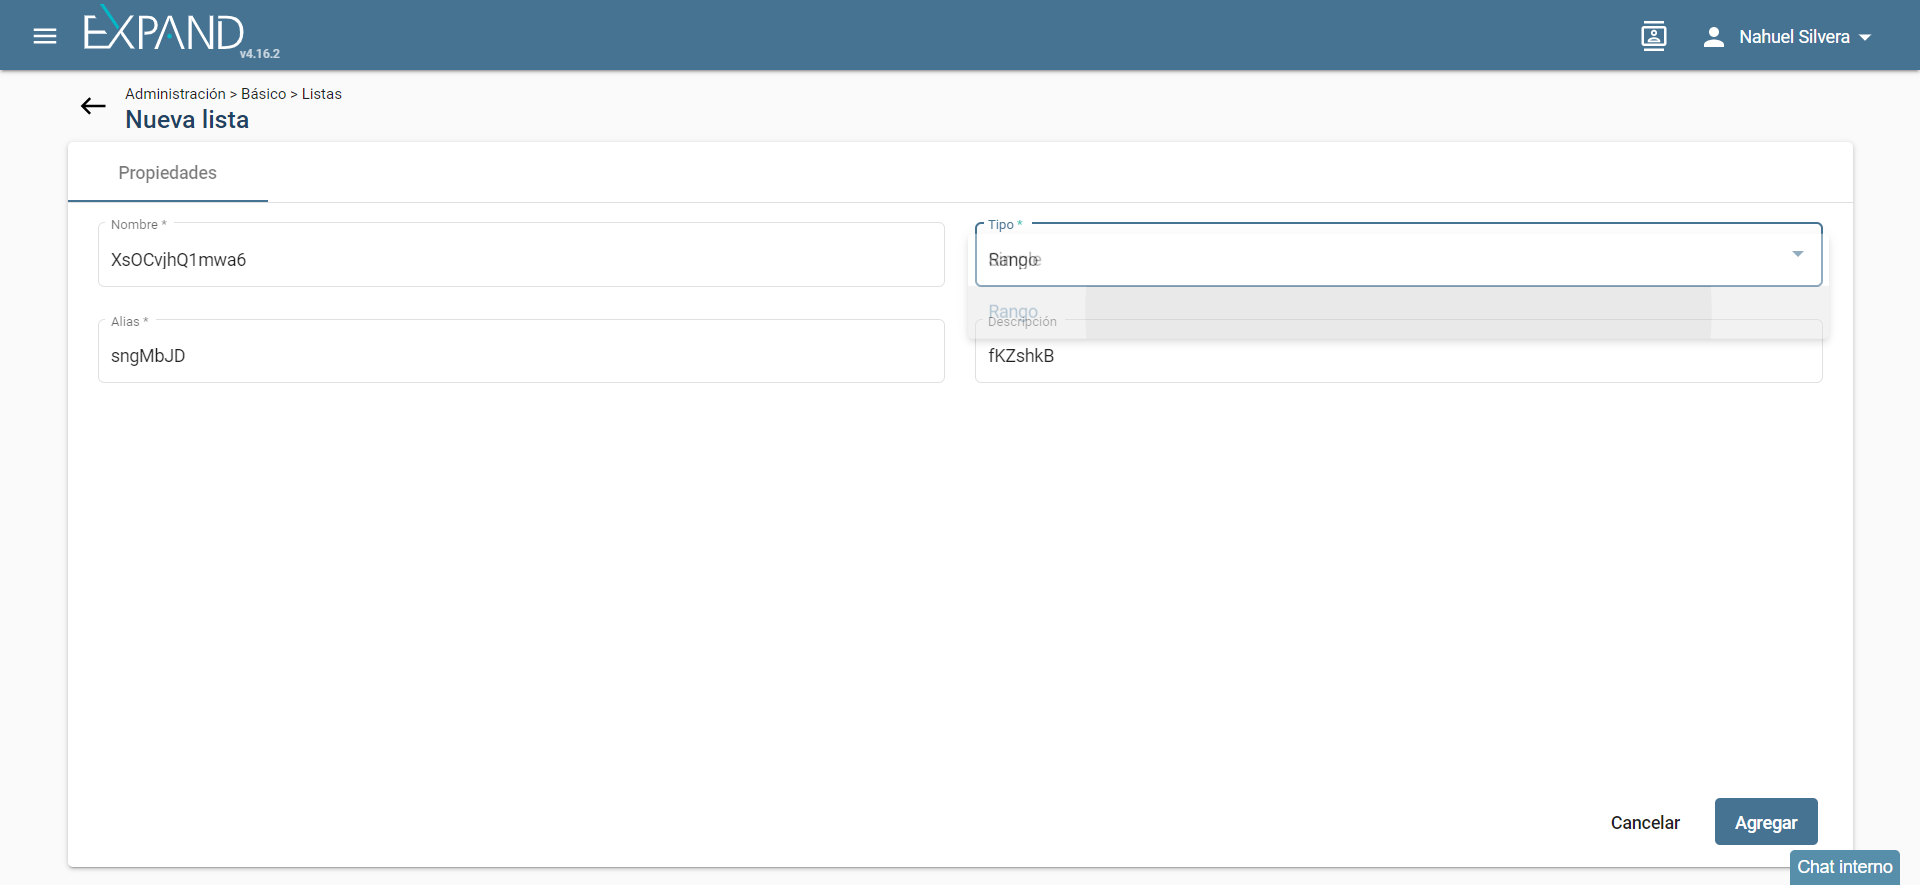 EXPAND
v4.16.2
Nahuel Silvera
Administración > Básico > Listas
Nueva lista
Propiedades
Nombre *
XsOCvjhQ1mwa6
Tipo *
Rango
Rango
Alias *
sngMbJD
Descripción
fKZshkB
Cancelar
Agregar
Chat interno